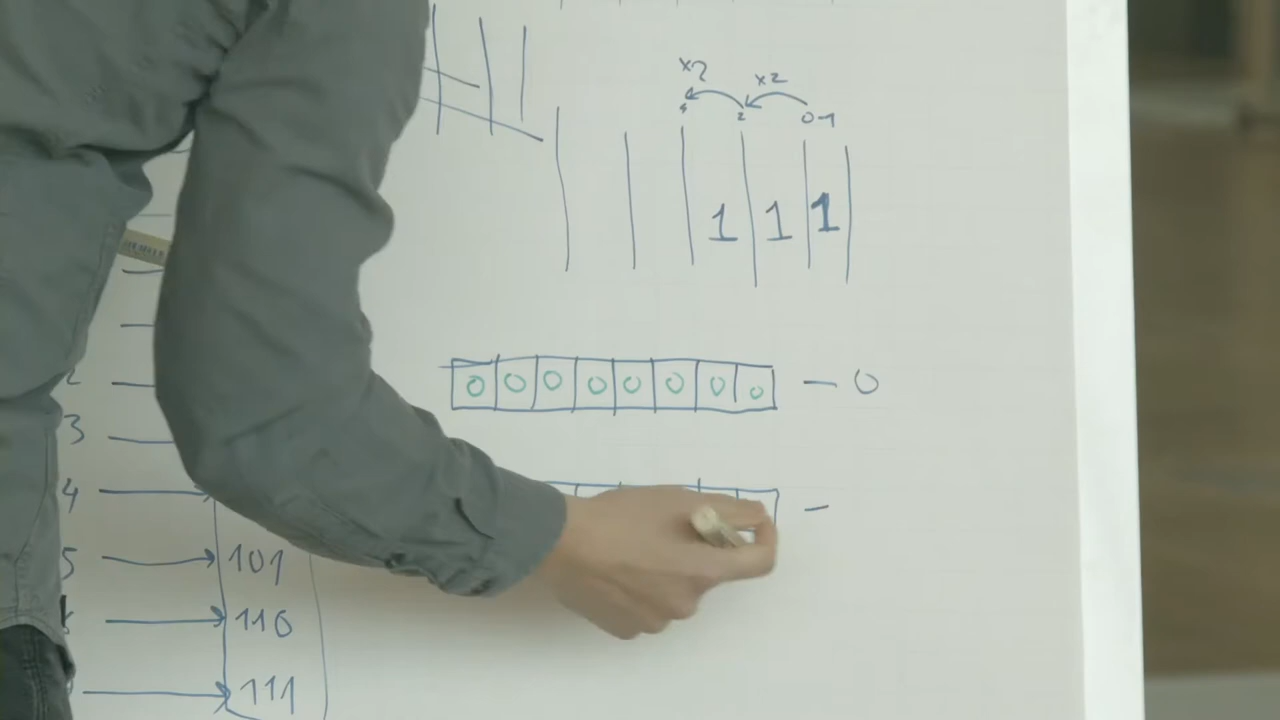 x2 x2
4 2 0-1
1 1 1
0 0 0 0 0 0 0 0 — 0
2
3
4 —
5 101
110
111